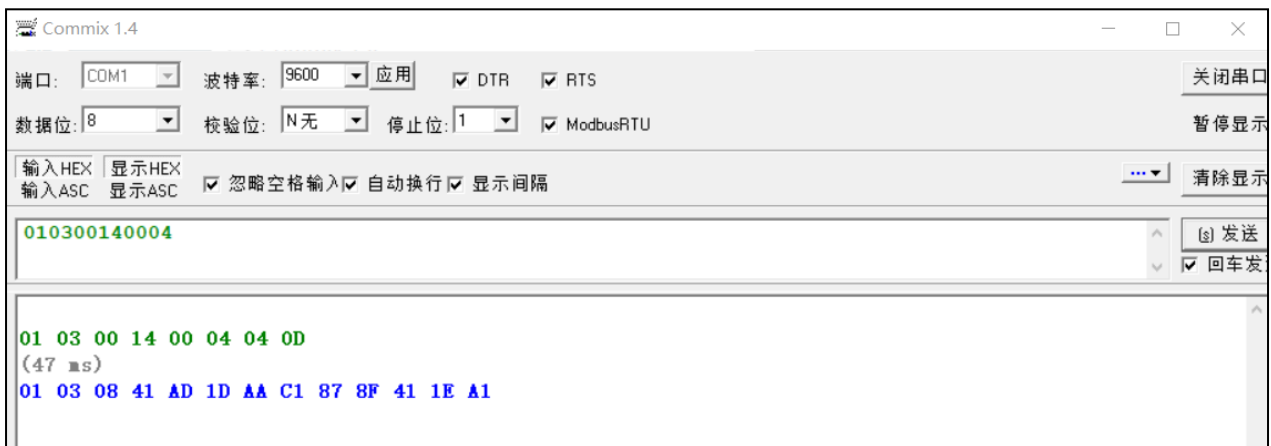 Commix 1.4
端口: COM1 波特率: 9600 应用 DTR RTS 关闭串口
数据位: 8 校验位: N无 停止位: 1 ModbusRTU 暂停显示
输入HEX 显示HEX
输入ASC 显示ASC 忽略空格输入 自动换行 显示间隔 ... 清除显示
010300140004 (s) 发送
回车发
01 03 00 14 00 04 04 0D
(47 ms)
01 03 08 41 AD 1D AA C1 87 8F 41 1E A1